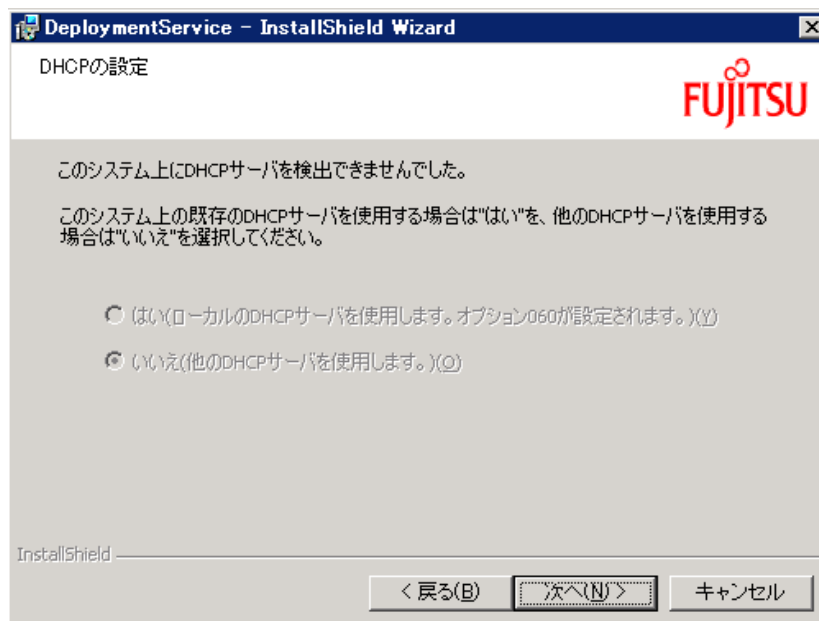 DeploymentService - InstallShield Wizard
DHCPの設定
FUJITSU
このシステム上にDHCPサーバを検出できませんでした。
このシステム上の既存のDHCPサーバを使用する場合は"はい"を、他のDHCPサーバを使用する
場合は"いいえ"を選択してください。
はい(ローカルのDHCPサーバを使用します。オプション060が設定されます。)(Y)
いいえ(他のDHCPサーバを使用します。)(O)
InstallShield
< 戻る(B)
次へ(N) >
キャンセル